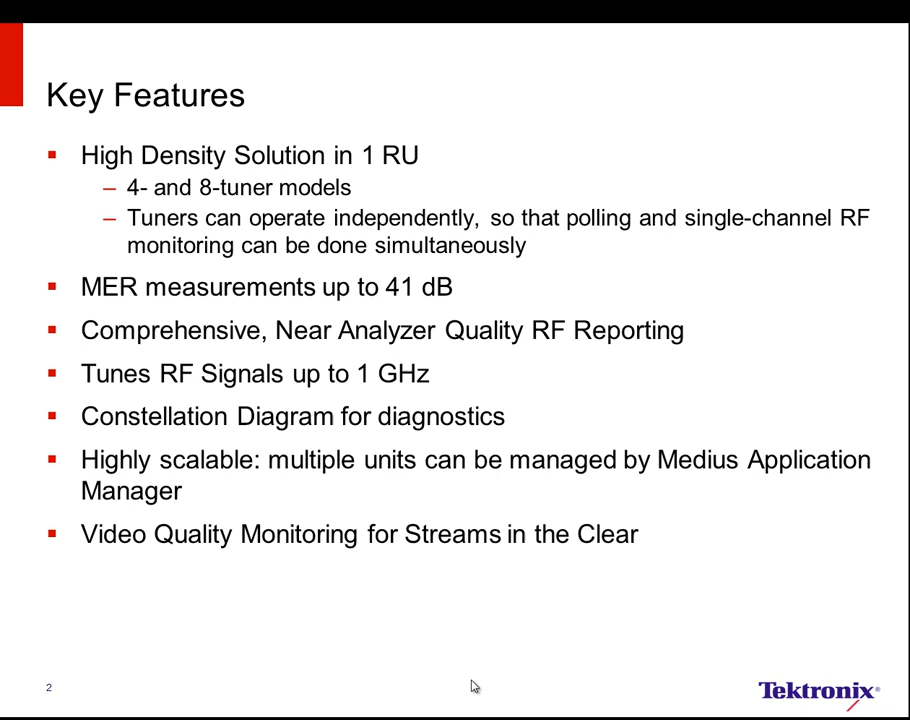 Key Features
▪ High Density Solution in 1 RU
– 4- and 8-tuner models
– Tuners can operate independently, so that polling and single-channel RF
monitoring can be done simultaneously
▪ MER measurements up to 41 dB
▪ Comprehensive, Near Analyzer Quality RF Reporting
▪ Tunes RF Signals up to 1 GHz
▪ Constellation Diagram for diagnostics
▪ Highly scalable: multiple units can be managed by Medius Application
Manager
▪ Video Quality Monitoring for Streams in the Clear
2
Tektronix®